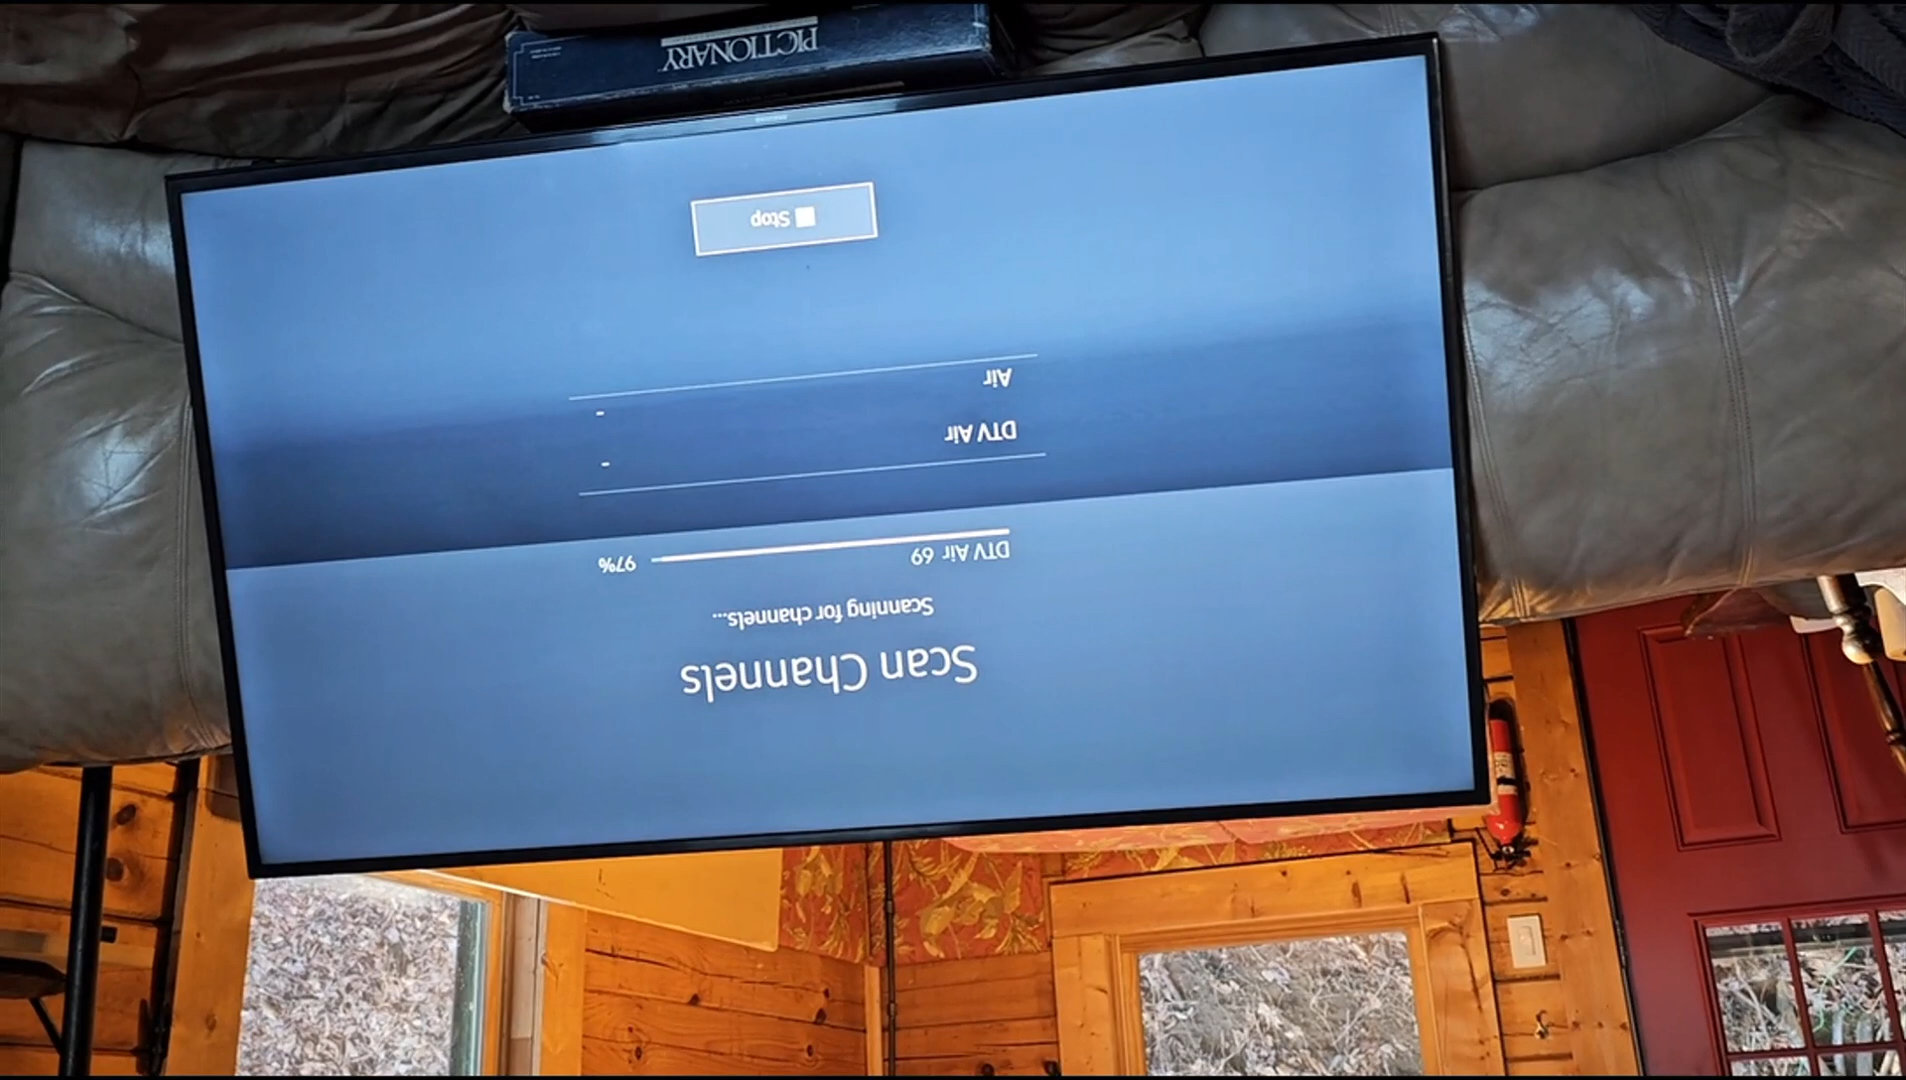 Scan Channels
Scanning for channels...
DTV Air 69 97%
DTV Air -
Air -
Stop
PICTIONARY